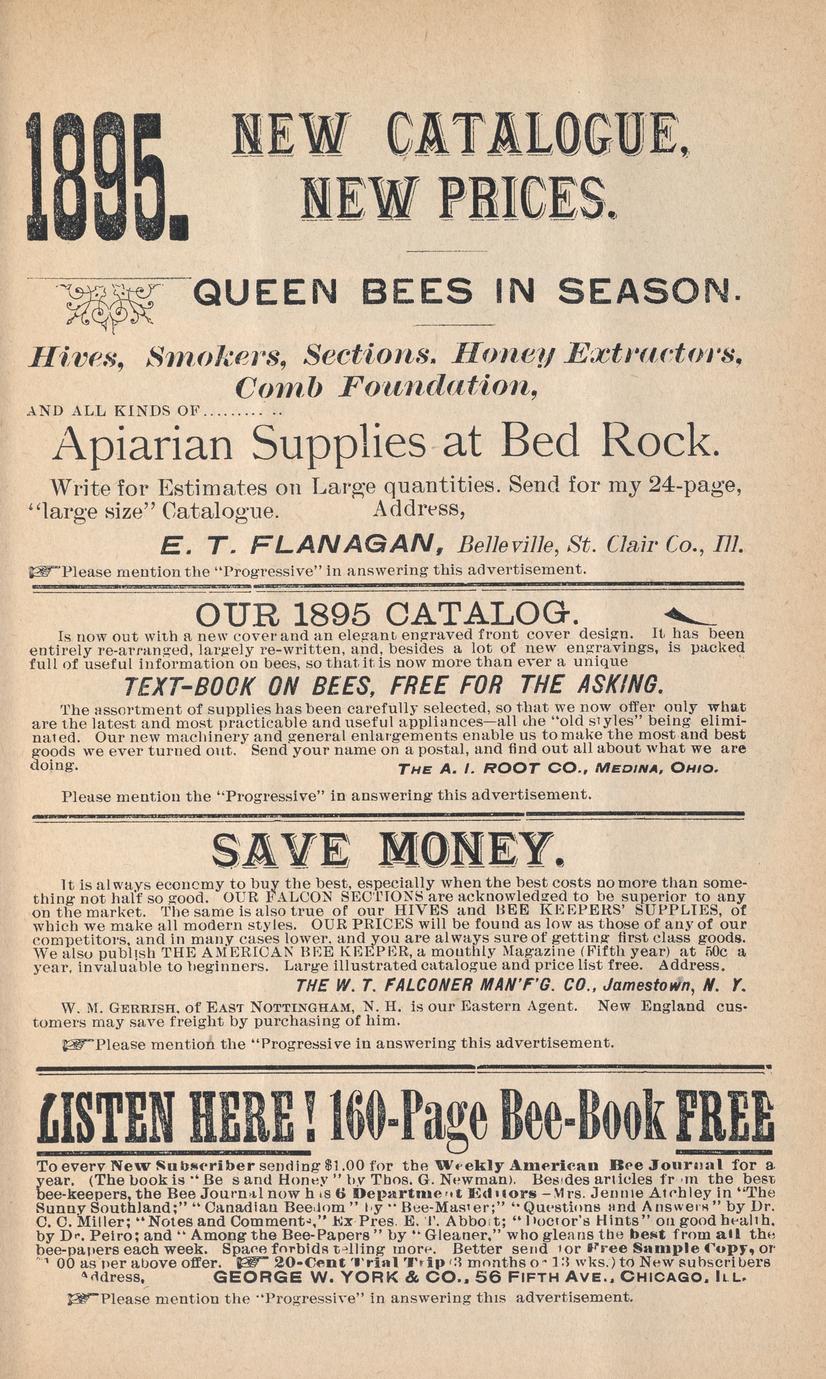 1895.
NEW CATALOGUE,
NEW PRICES.
QUEEN BEES IN SEASON.
Hives, Smokers, Sections. Honey Extractors,
Comb Foundation,
AND ALL KINDS OF...........
Apiarian Supplies at Bed Rock.
Write for Estimates on Large quantities. Send for my 24-page,
“large size” Catalogue. Address,
E. T. FLANAGAN, Belleville, St. Clair Co., Ill.
Please mention the “Progressive” in answering this advertisement.
OUR 1895 CATALOG.
Is now out with a new cover and an elegant engraved front cover design. It has been
entirely re-arranged, largely re-written, and, besides a lot of new engravings, is packed
full of useful information on bees, so that it is now more than ever a unique
TEXT-BOOK ON BEES, FREE FOR THE ASKING.
The assortment of supplies has been carefully selected, so that we now offer only what
are the latest and most practicable and useful appliances—all the “old styles” being elimi-
nated. Our new machinery and general enlargements enable us to make the most and best
goods we ever turned out. Send your name on a postal, and find out all about what we are
doing. THE A. I. ROOT CO., MEDINA, OHIO.
Please mention the “Progressive” in answering this advertisement.
SAVE MONEY.
It is always economy to buy the best, especially when the best costs no more than some-
thing not half so good. OUR FALCON SECTIONS are acknowledged to be superior to any
on the market. The same is also true of our HIVES and BEE KEEPERS’ SUPPLIES, of
which we make all modern styles. OUR PRICES will be found as low as those of any of our
competitors, and in many cases lower, and you are always sure of getting first class goods.
We also publish THE AMERICAN BEE KEEPER, a monthly Magazine (Fifth year) at 50c a
year, invaluable to beginners. Large illustrated catalogue and price list free. Address.
THE W. T. FALCONER MAN’F’G. CO., Jamestown, N. Y.
W. M. GERRISH, of EAST NOTTINGHAM, N. H. is our Eastern Agent. New England cus-
tomers may save freight by purchasing of him.
Please mention the “Progressive in answering this advertisement.
LISTEN HERE! 160-Page Bee-Book FREE
To every New Subscriber sending $1.00 for the Weekly American Bee Journal for a
year. (The book is “Bees and Honey” by Thos. G. Newman). Besides articles from the best
bee-keepers, the Bee Journal now has 6 Department Editors—Mrs. Jennie Atchley in “The
Sunny Southland;” “Canadian Beedom” by “Bee-Master;” “Questions and Answers” by Dr.
C. C. Miller; “Notes and Comments,” Ex Pres. E. T. Abbott; “Doctor’s Hints” on good health,
by Dr. Peiro; and “Among the Bee-Papers” by “Gleaner,” who gleans the best from all the
bee-papers each week. Space forbids telling more. Better send for Free Sample Copy, or
00 as per above offer. 20-Cent Trial Trip (3 months or 13 wks.) to New subscribers
Address, GEORGE W. YORK & CO., 56 FIFTH AVE., CHICAGO, ILL.
Please mention the “Progressive” in answering this advertisement.